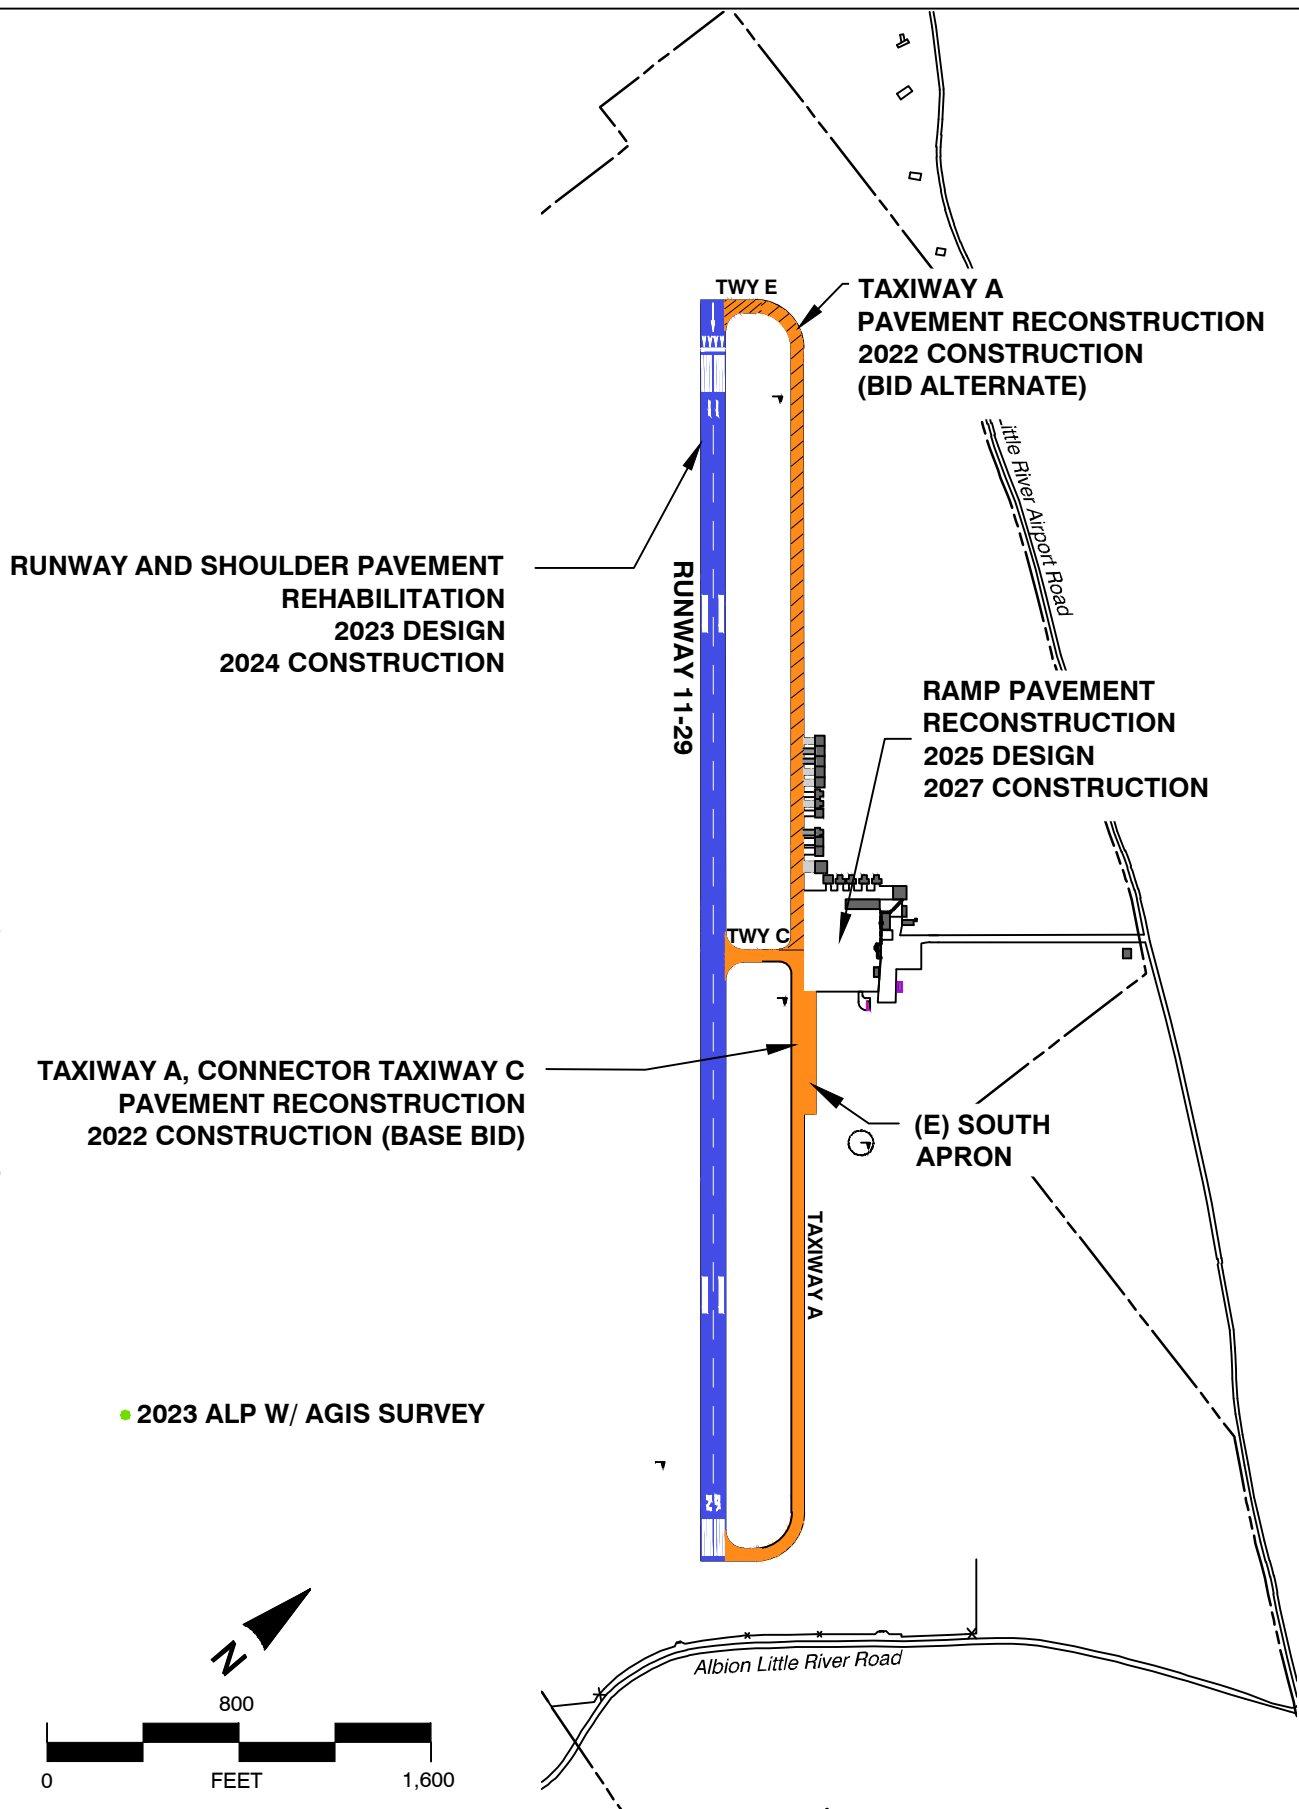 TWY E
TAXIWAY A
PAVEMENT RECONSTRUCTION
2022 CONSTRUCTION
(BID ALTERNATE)
11
ittle River Airport Road
RUNWAY AND SHOULDER PAVEMENT
REHABILITATION
2023 DESIGN
2024 CONSTRUCTION
RUNWAY 11-29
RAMP PAVEMENT
RECONSTRUCTION
2025 DESIGN
2027 CONSTRUCTION
TWY C
TAXIWAY A, CONNECTOR TAXIWAY C
PAVEMENT RECONSTRUCTION
2022 CONSTRUCTION (BASE BID)
(E) SOUTH
APRON
TAXIWAY A
2023 ALP W/ AGIS SURVEY
29
N
Albion Little River Road
800
0 FEET 1,600